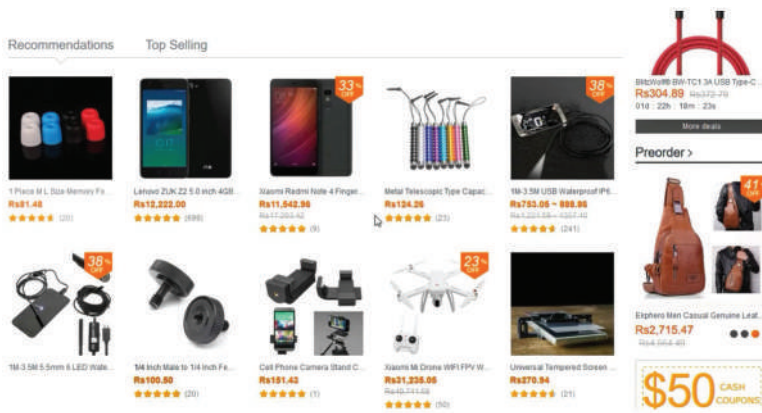 Recommendations
Top Selling
1 Piece M L Size Memory Fo...
Rs81.48
(20)
Lenovo ZUK Z2 5.0 inch 4GB...
Rs12,222.00
(699)
33%
OFF
Xiaomi Redmi Note 4 Finger...
Rs11,542.96
(9)
Metal Telescopic Type Capac...
Rs124.26
(23)
38%
OFF
1M-3.5M USB Waterproof IP6...
(241)
38%
OFF
1M-3.5M 5.5mm 6 LED Wate...
1/4 Inch Male to 1/4 Inch Fe...
Rs100.50
(20)
Cell Phone Camera Stand C...
Rs151.43
(1)
23%
OFF
Xiaomi Mi Drone WIFI FPV W...
Rs31,235.05
(50)
Universal Tempered Screen ...
Rs270.94
(21)
BlitzWolf® BW-TC1 3A USB Type-C ...
Rs304.89 Rs372.79
01d : 22h : 18m : 23s
More deals
Preorder >
41%
OFF
Ekphero Men Casual Genuine Leat...
Rs2,715.47
$50 CASH
COUPONS